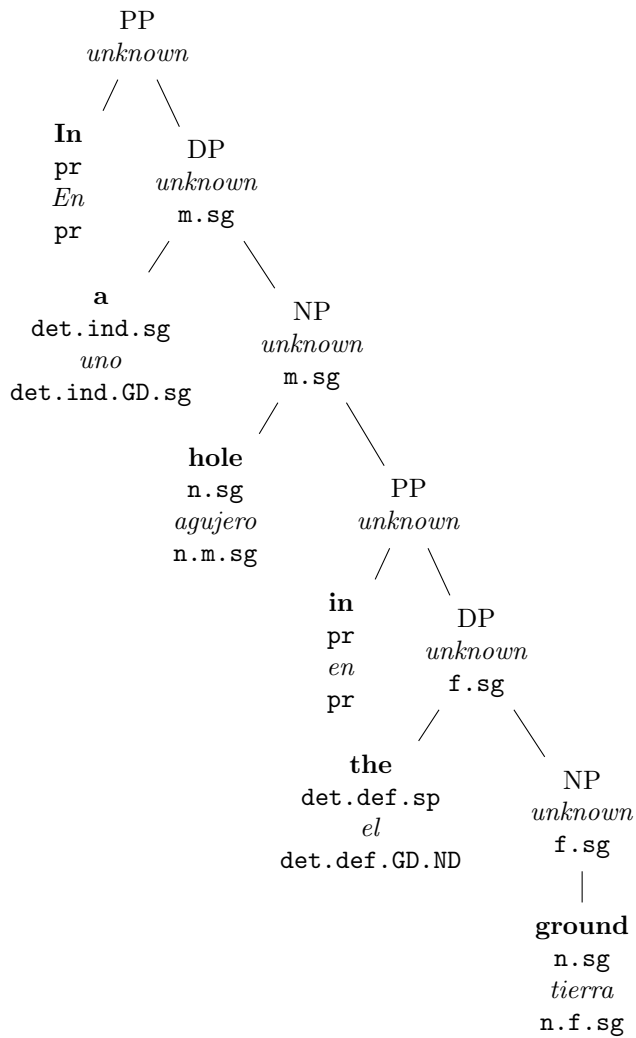 PP
unknown
In
pr
En
pr
DP
unknown
m.sg
a
det.ind.sg
uno
det.ind.GD.sg
NP
unknown
m.sg
hole
n.sg
agujero
n.m.sg
PP
unknown
in
pr
en
pr
DP
unknown
f.sg
the
det.def.sp
el
det.def.GD.ND
NP
unknown
f.sg
ground
n.sg
tierra
n.f.sg